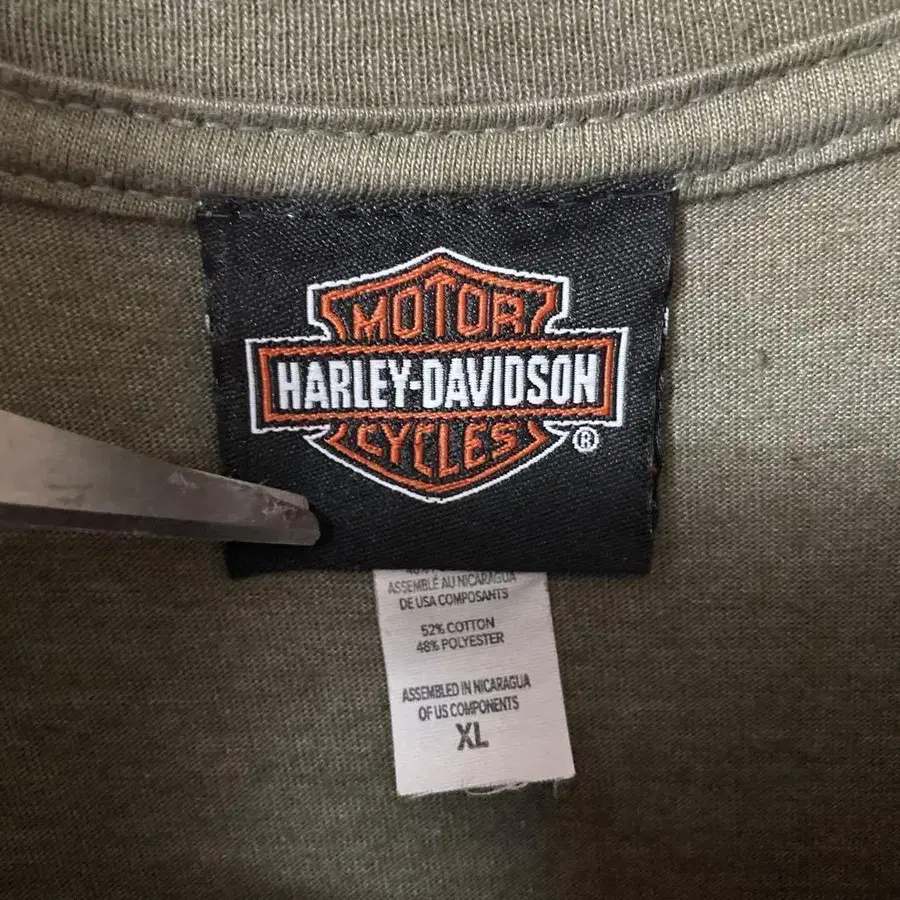 MOTOR
HARLEY-DAVIDSON
CYCLES
®
ASSEMBLÉ AU NICARAGUA
DE USA COMPOSANTS
52% COTTON
48% POLYESTER
ASSEMBLED IN NICARAGUA
OF US COMPONENTS
XL